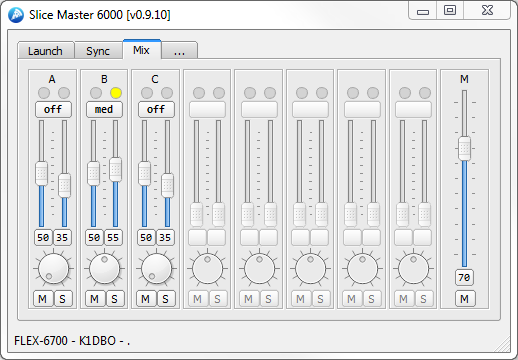 Slice Master 6000 [v0.9.10]
Launch Sync Mix ...
A B C M
off med off
50 35 50 55 50 35
70
M S M S M S M S M S M S M S M S M
FLEX-6700 - K1DBO - .